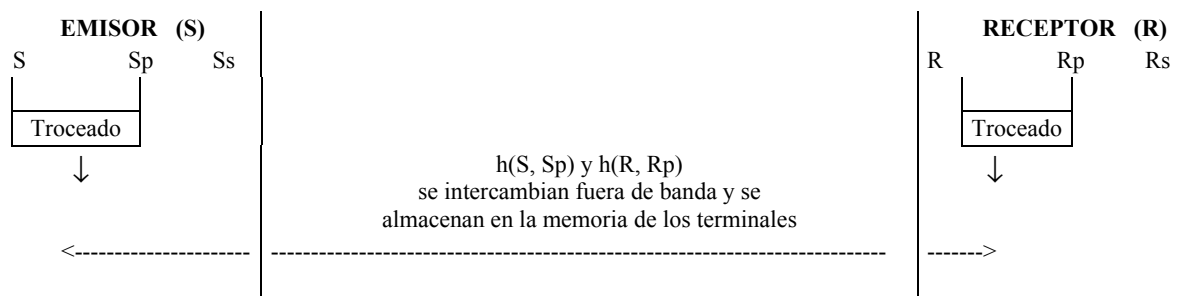 EMISOR (S) RECEPTOR (R)
S Sp Ss R Rp Rs
Troceado Troceado
↓ ↓
h(S, Sp) y h(R, Rp)
se intercambian fuera de banda y se
almacenan en la memoria de los terminales
<---------------------- ------------------------------------------------------------------------------ ------->